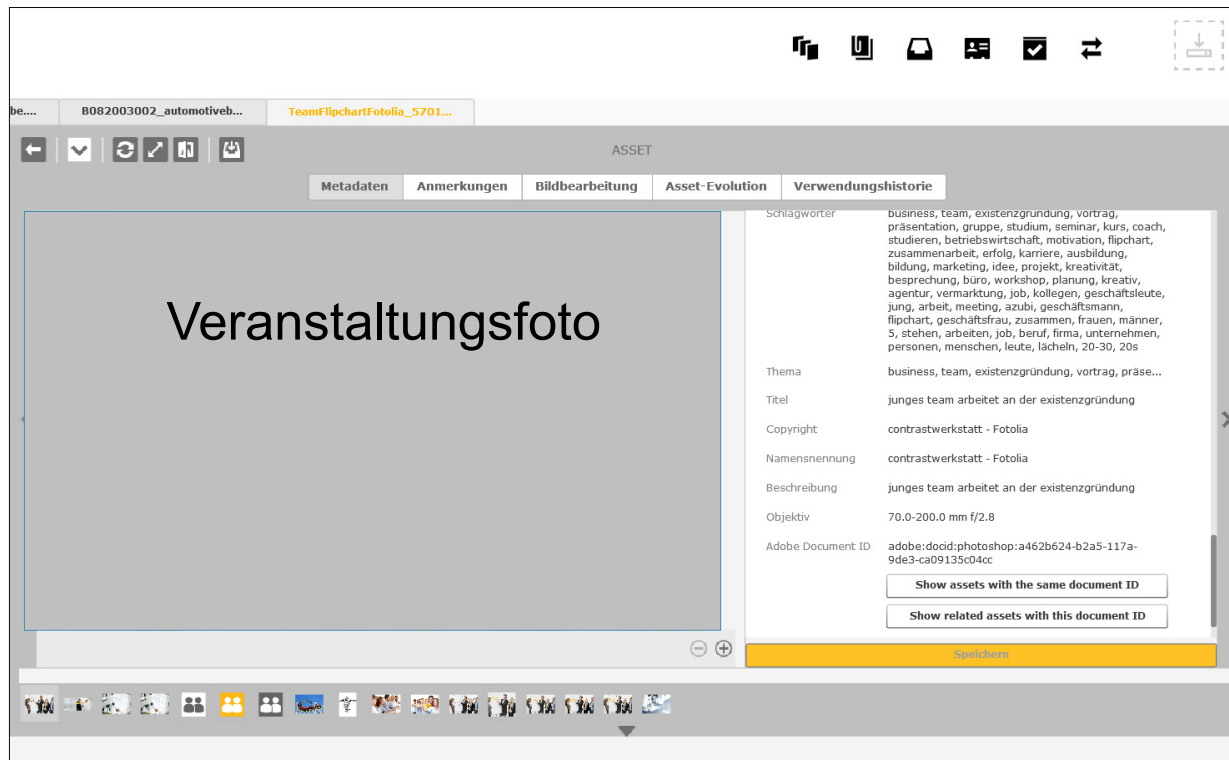 be....
B082003002_automotiveb...
TeamFlipchartFotolia_5701...
ASSET
Metadaten
Anmerkungen
Bildbearbeitung
Asset-Evolution
Verwendungshistorie
Veranstaltungsfoto
Schlagwörter
business, team, existenzgründung, vortrag,
präsentation, gruppe, studium, seminar, kurs, coach,
studieren, betriebswirtschaft, motivation, flipchart,
zusammenarbeit, erfolg, karriere, ausbildung,
bildung, marketing, idee, projekt, kreativität,
besprechung, büro, workshop, planung, kreativ,
agentur, vermarktung, job, kollegen, geschäftsleute,
jung, arbeit, meeting, azubi, geschäftsmann,
flipchart, geschäftsfrau, zusammen, frauen, männer,
5, stehen, arbeiten, job, beruf, firma, unternehmen,
personen, menschen, leute, lächeln, 20-30, 20s
Thema
business, team, existenzgründung, vortrag, präse...
Titel
junges team arbeitet an der existenzgründung
Copyright
contrastwerkstatt - Fotolia
Namensnennung
contrastwerkstatt - Fotolia
Beschreibung
junges team arbeitet an der existenzgründung
Objektiv
70.0-200.0 mm f/2.8
Adobe Document ID
adobe:docid:photoshop:a462b624-b2a5-117a-
9de3-ca09135c04cc
Show assets with the same document ID
Show related assets with this document ID
Speichern